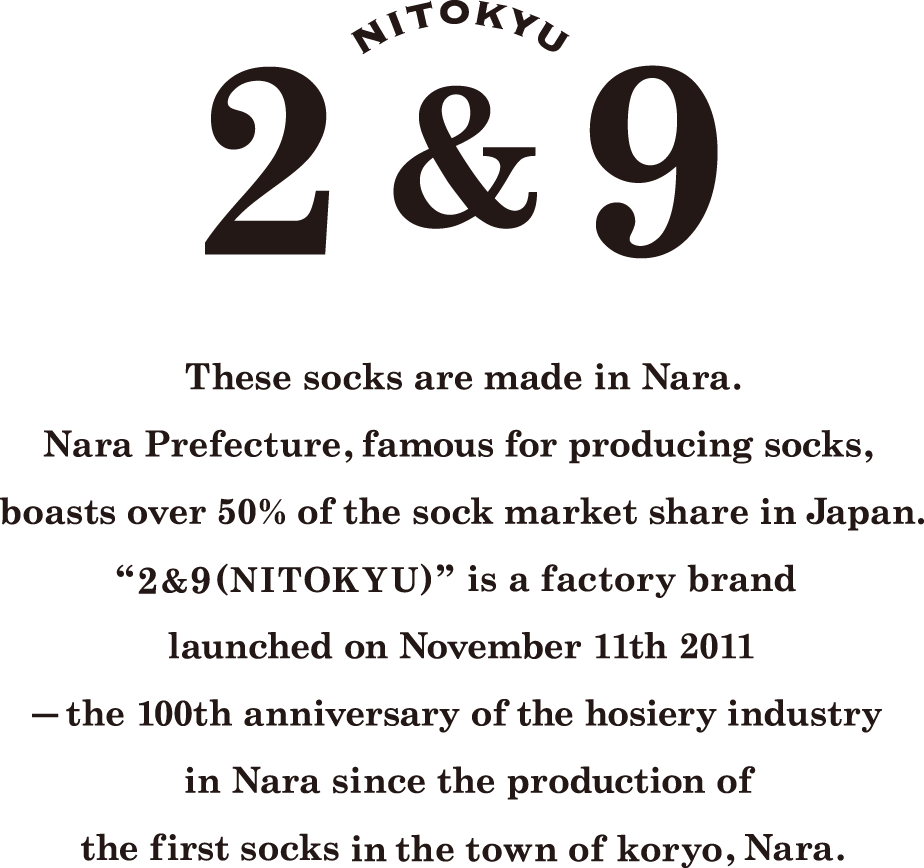 NITOKYU
2 & 9
These socks are made in Nara.
Nara Prefecture, famous for producing socks,
boasts over 50% of the sock market share in Japan.
“2&9(NITOKYU)” is a factory brand
launched on November 11th 2011
—the 100th anniversary of the hosiery industry
in Nara since the production of
the first socks in the town of koryo, Nara.